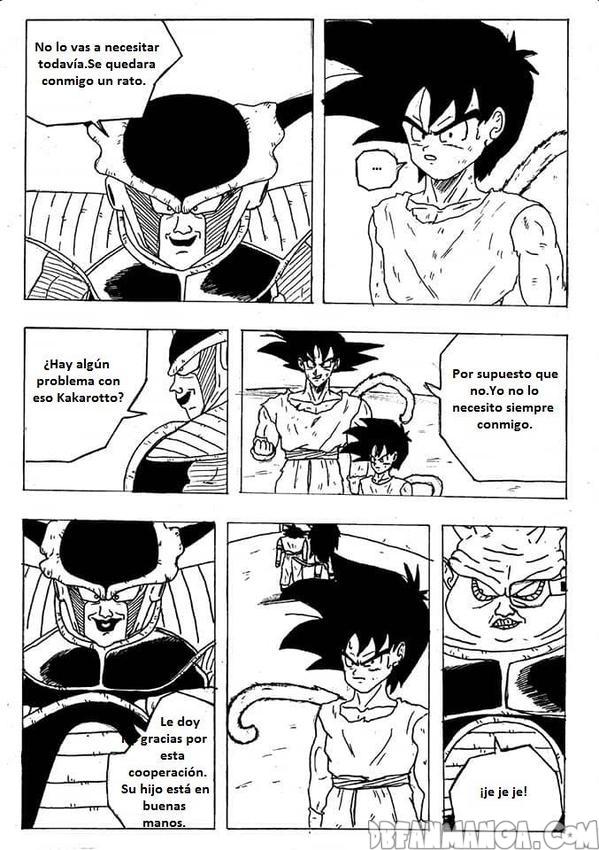 No lo vas a necesitar
todavía.Se quedara
conmigo un rato.
...
¿Hay algún
problema con
eso Kakarotto?
Por supuesto que
no.Yo no lo
necesito siempre
conmigo.
Le doy
gracias por
esta
cooperación.
Su hijo está en
buenas
manos.
¡je je je!
DBFANMANGA.COM